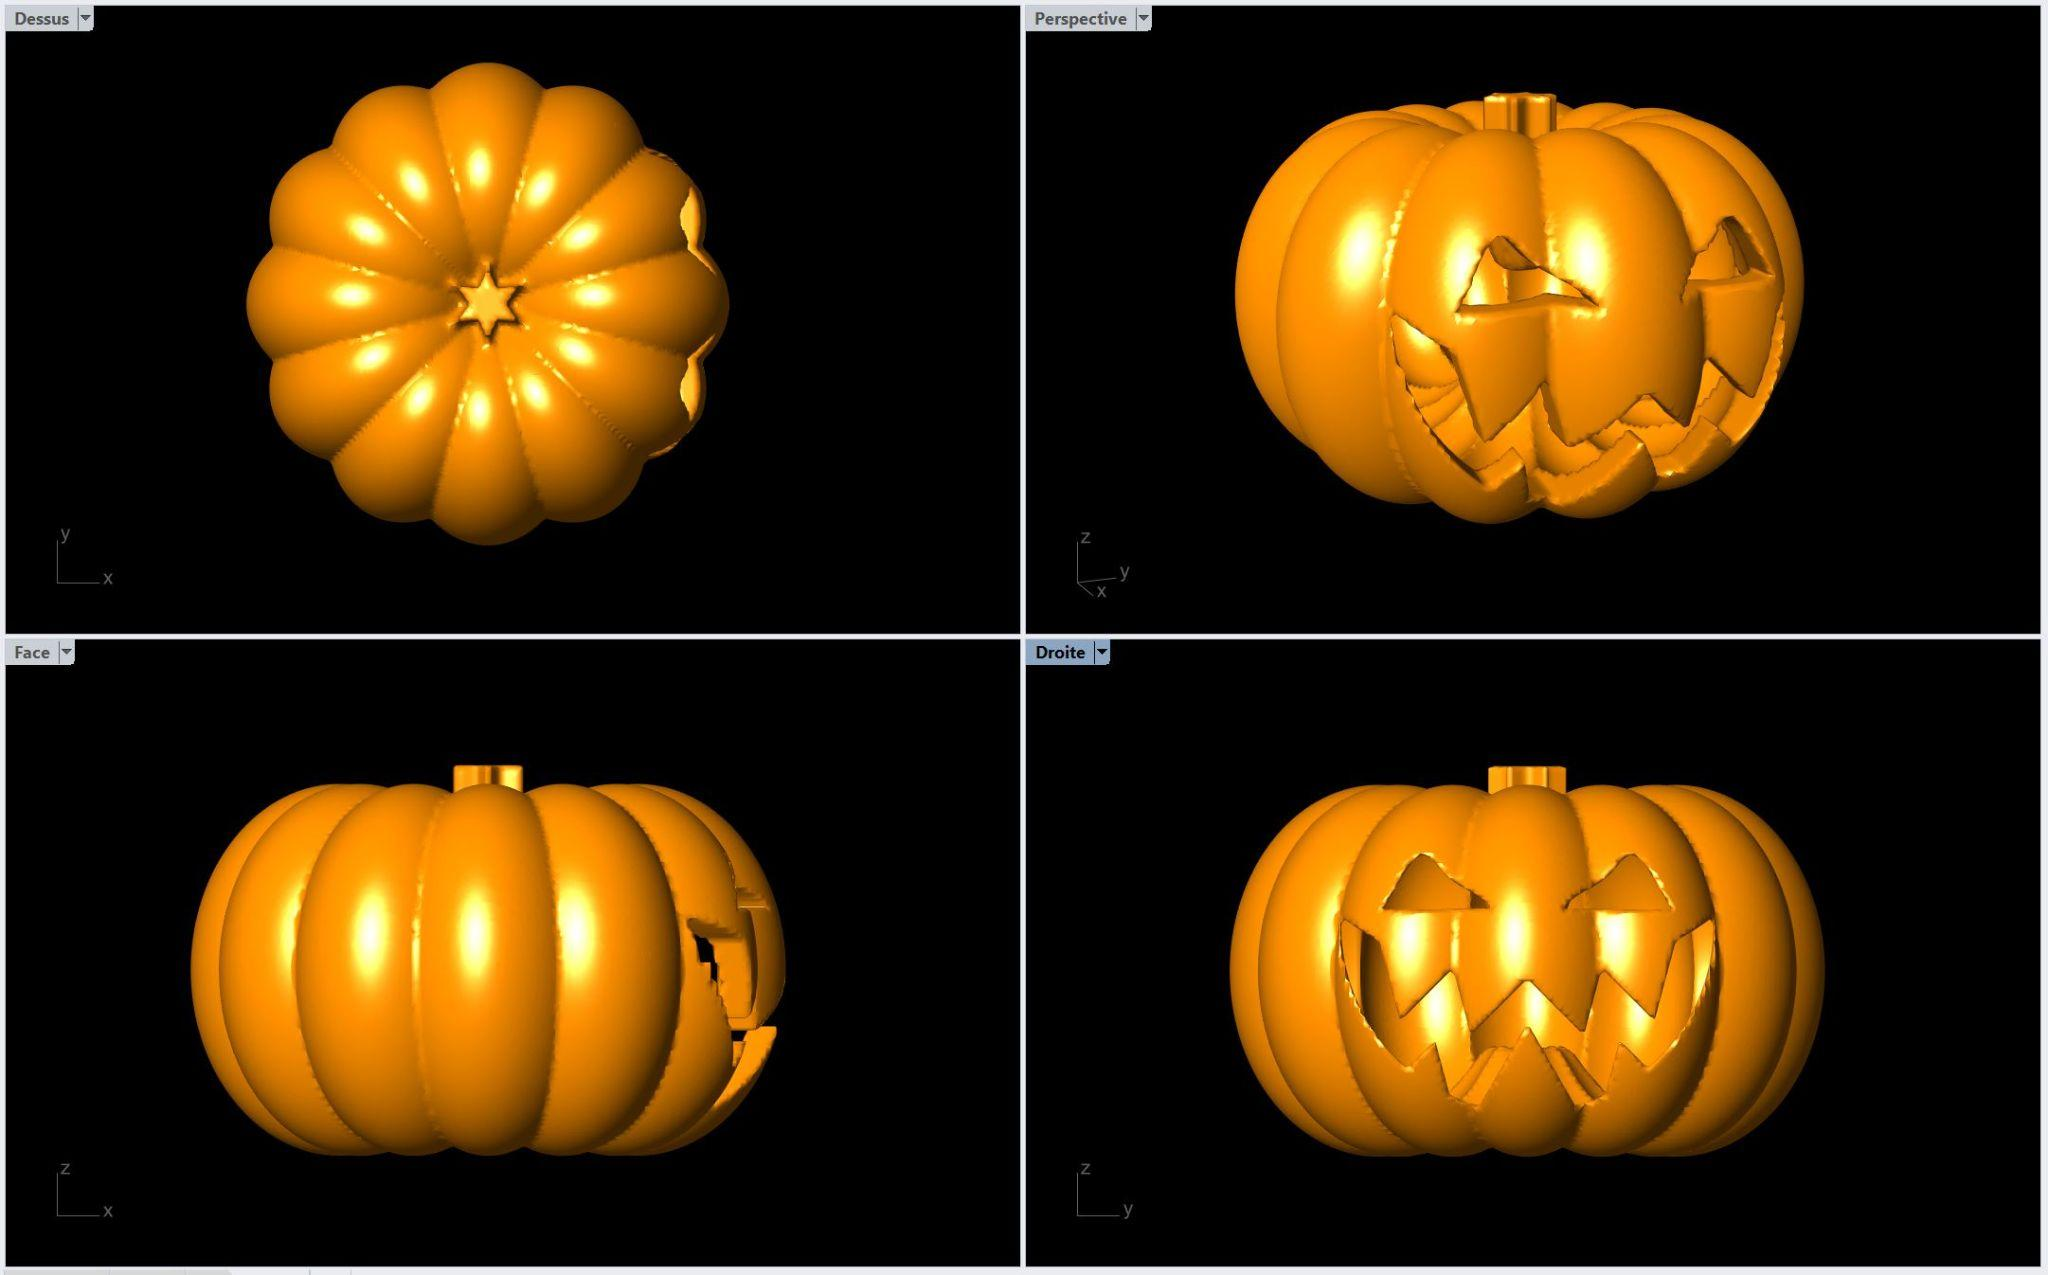 Dessus
Perspective
y
x
z
y
x
Face
Droite
z
x
z
y